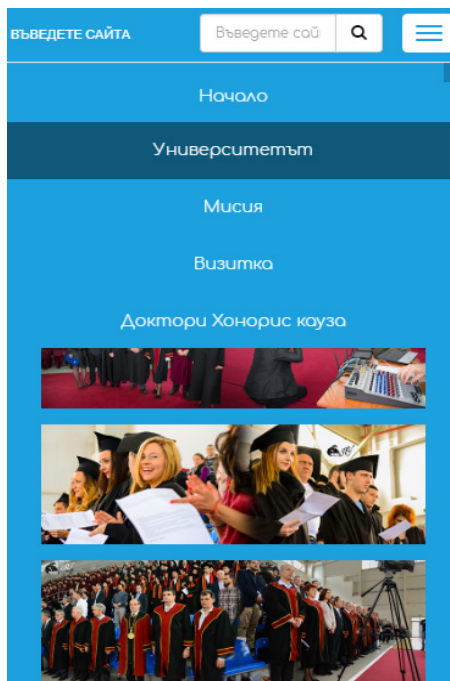 ВЪВЕДЕТЕ САЙТА
Въведете сай
Начало
Университетът
Мисия
Визитка
Доктори Хонорис кауза